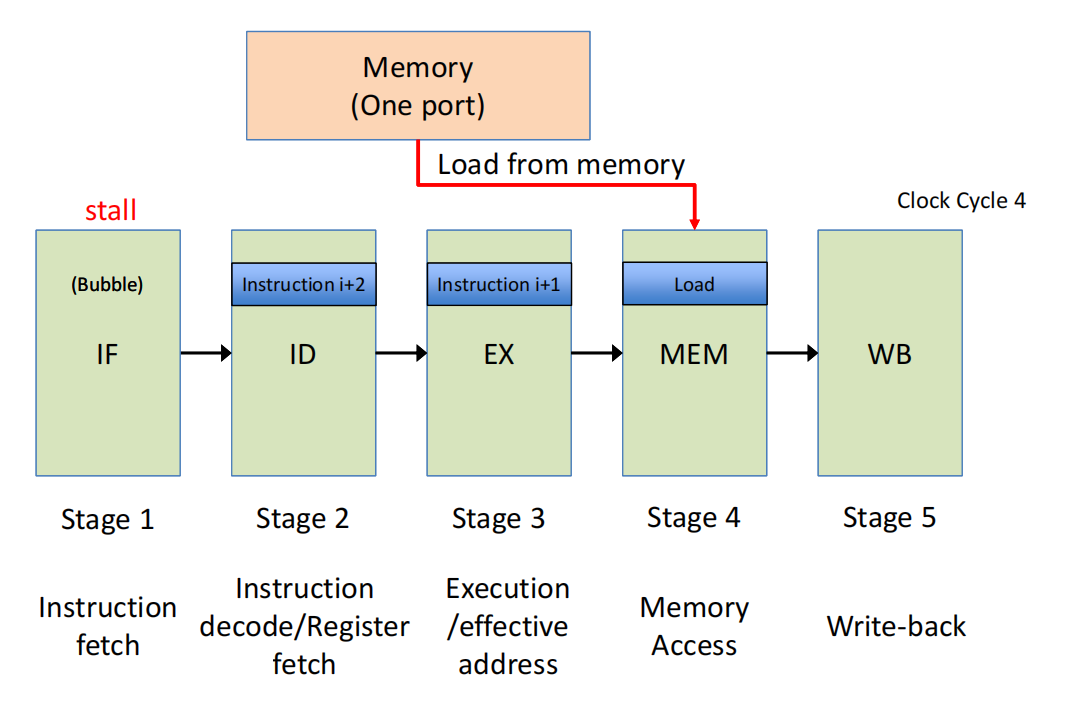 Memory
(One port)
Load from memory
stall
Clock Cycle 4
(Bubble)
Instruction i+2
Instruction i+1
Load
IF
ID
EX
MEM
WB
Stage 1
Stage 2
Stage 3
Stage 4
Stage 5
Instruction
fetch
Instruction
decode/Register
fetch
Execution
/effective
address
Memory
Access
Write-back